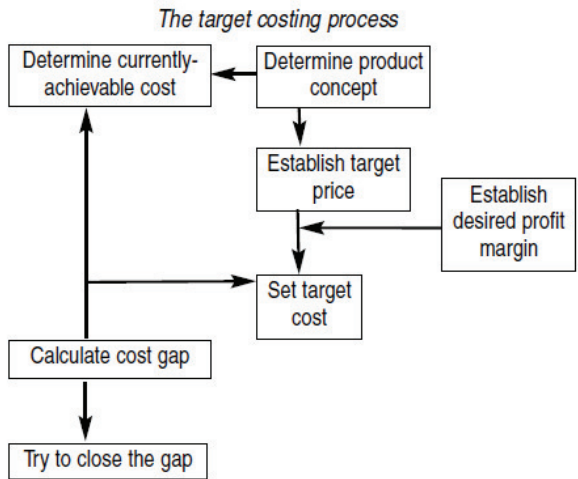 The target costing process
Determine currently-
achievable cost
Determine product
concept
Establish target
price
Establish
desired profit
margin
Set target
cost
Calculate cost gap
Try to close the gap